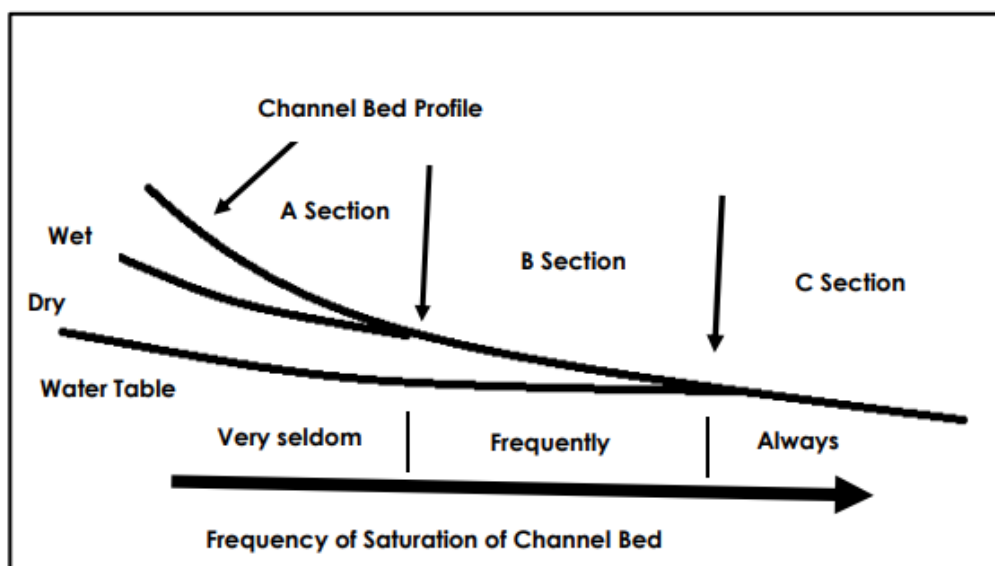 Channel Bed Profile
A Section
Wet
B Section
C Section
Dry
Water Table
Very seldom
Frequently
Always
Frequency of Saturation of Channel Bed